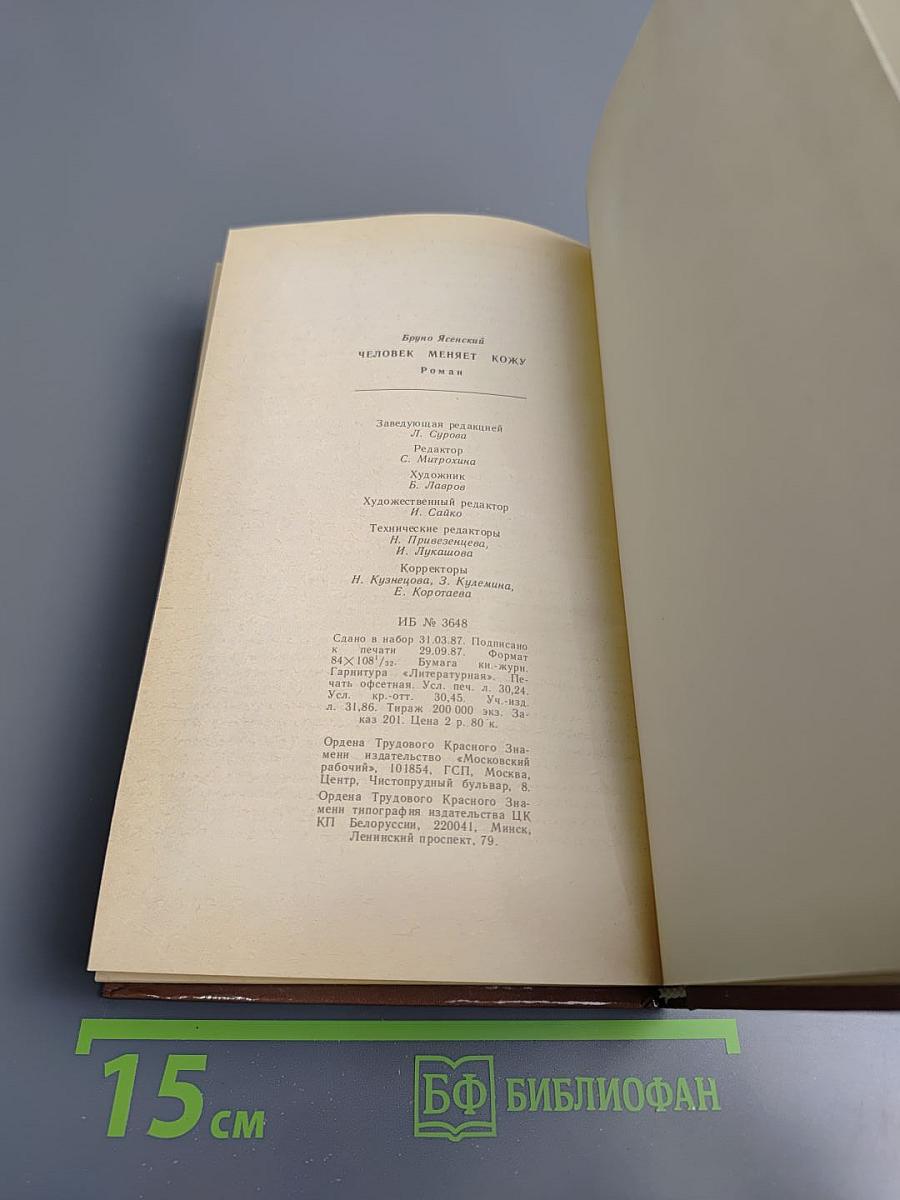 Бруно Ясенский
ЧЕЛОВЕК МЕНЯЕТ КОЖУ
Роман
Заведующая редакцией
Л. Сурова
Редактор
С. Митрохина
Художник
Б. Лавров
Художественный редактор
И. Сайко
Технические редакторы
Н. Привезенцева,
И. Лукашова
Корректоры
Н. Кузнецова, З. Кулемина,
Е. Коротаева
ИБ № 3648
Сдано в набор 31.03.87. Подписано
к печати 29.09.87. Формат
84×108¹/₃₂. Бумага кн.-журн.
Гарнитура «Литературная». Пе-
чать офсетная. Усл. печ. л. 30,24.
Усл. кр.-отт. 30,45. Уч.-изд.
л. 31,86. Тираж 200 000 экз. За-
каз 201. Цена 2 р. 80 к.
Ордена Трудового Красного Зна-
мени издательство «Московский
рабочий», 101854, ГСП, Москва,
Центр, Чистопрудный бульвар, 8.
Ордена Трудового Красного Зна-
мени типография издательства ЦК
КП Белоруссии, 220041, Минск,
Ленинский проспект, 79.
15 см
БФ БИБЛИОФАН